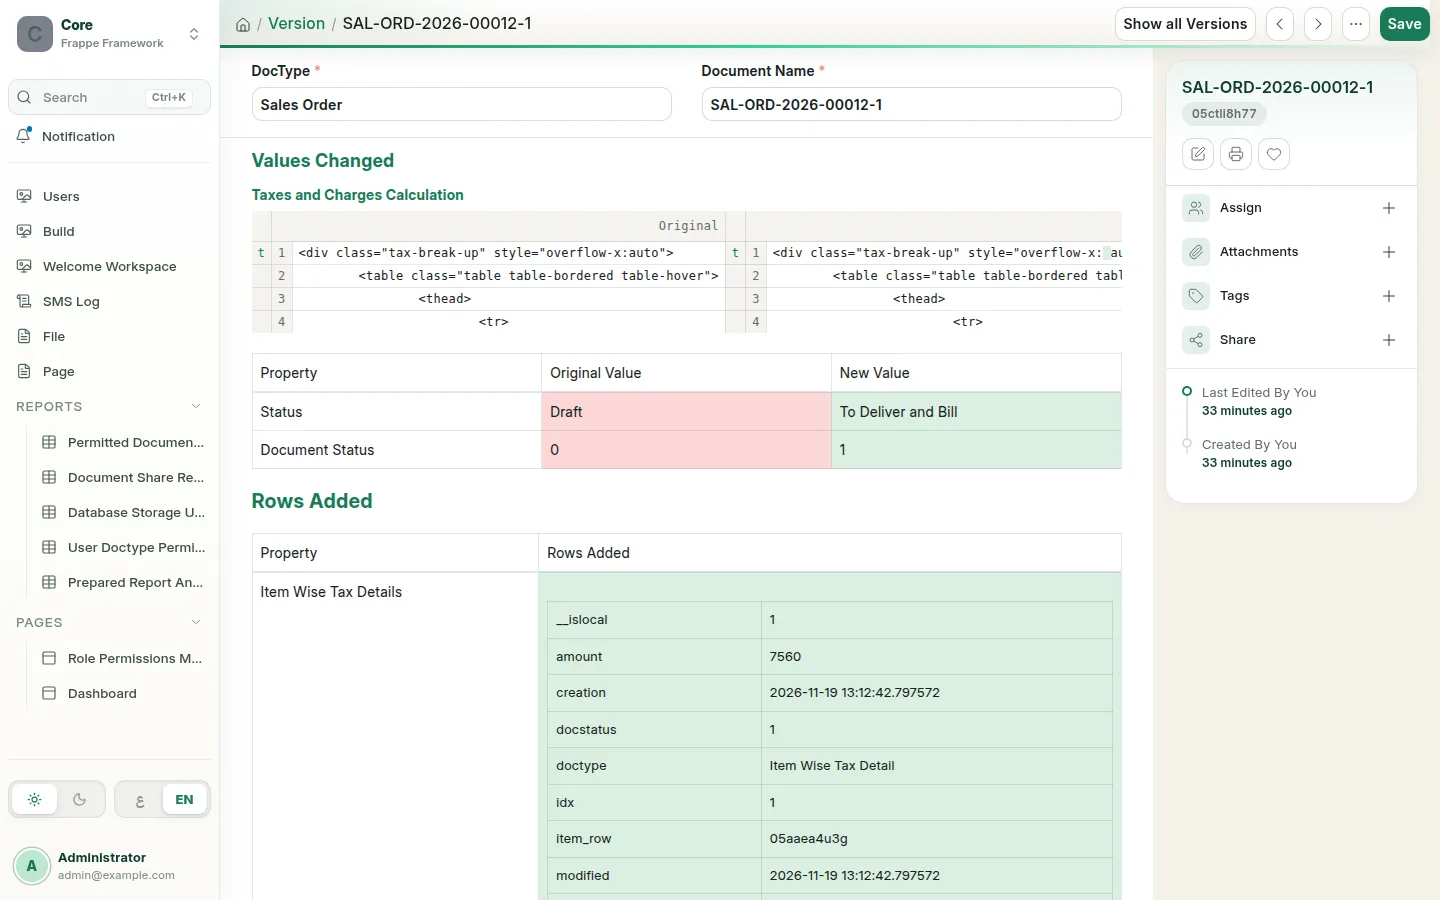 C
Core
Frappe Framework
Search
Ctrl+K
Notification
Users
Build
Welcome Workspace
SMS Log
File
Page
REPORTS
Permitted Documen...
Document Share Re...
Database Storage U...
User Doctype Permi...
Prepared Report An...
PAGES
Role Permissions M...
Dashboard
ع
EN
A
Administrator
admin@example.com
/ Version / SAL-ORD-2026-00012-1
Show all Versions
Save
DocType *
Sales Order
Document Name *
SAL-ORD-2026-00012-1
Values Changed
Taxes and Charges Calculation
Original
t 1 <div class="tax-break-up" style="overflow-x:auto"> t 1 <div class="tax-break-up" style="overflow-x: au
2 <table class="table table-bordered table-hover"> 2 <table class="table table-bordered tabl
3 <thead> 3 <thead>
4 <tr> 4 <tr>
Property Original Value New Value
Status Draft To Deliver and Bill
Document Status 0 1
Rows Added
Property Rows Added
Item Wise Tax Details
__islocal 1
amount 7560
creation 2026-11-19 13:12:42.797572
docstatus 1
doctype Item Wise Tax Detail
idx 1
item_row 05aaea4u3g
modified 2026-11-19 13:12:42.797572
SAL-ORD-2026-00012-1
05ctli8h77
Assign
Attachments
Tags
Share
Last Edited By You
33 minutes ago
Created By You
33 minutes ago